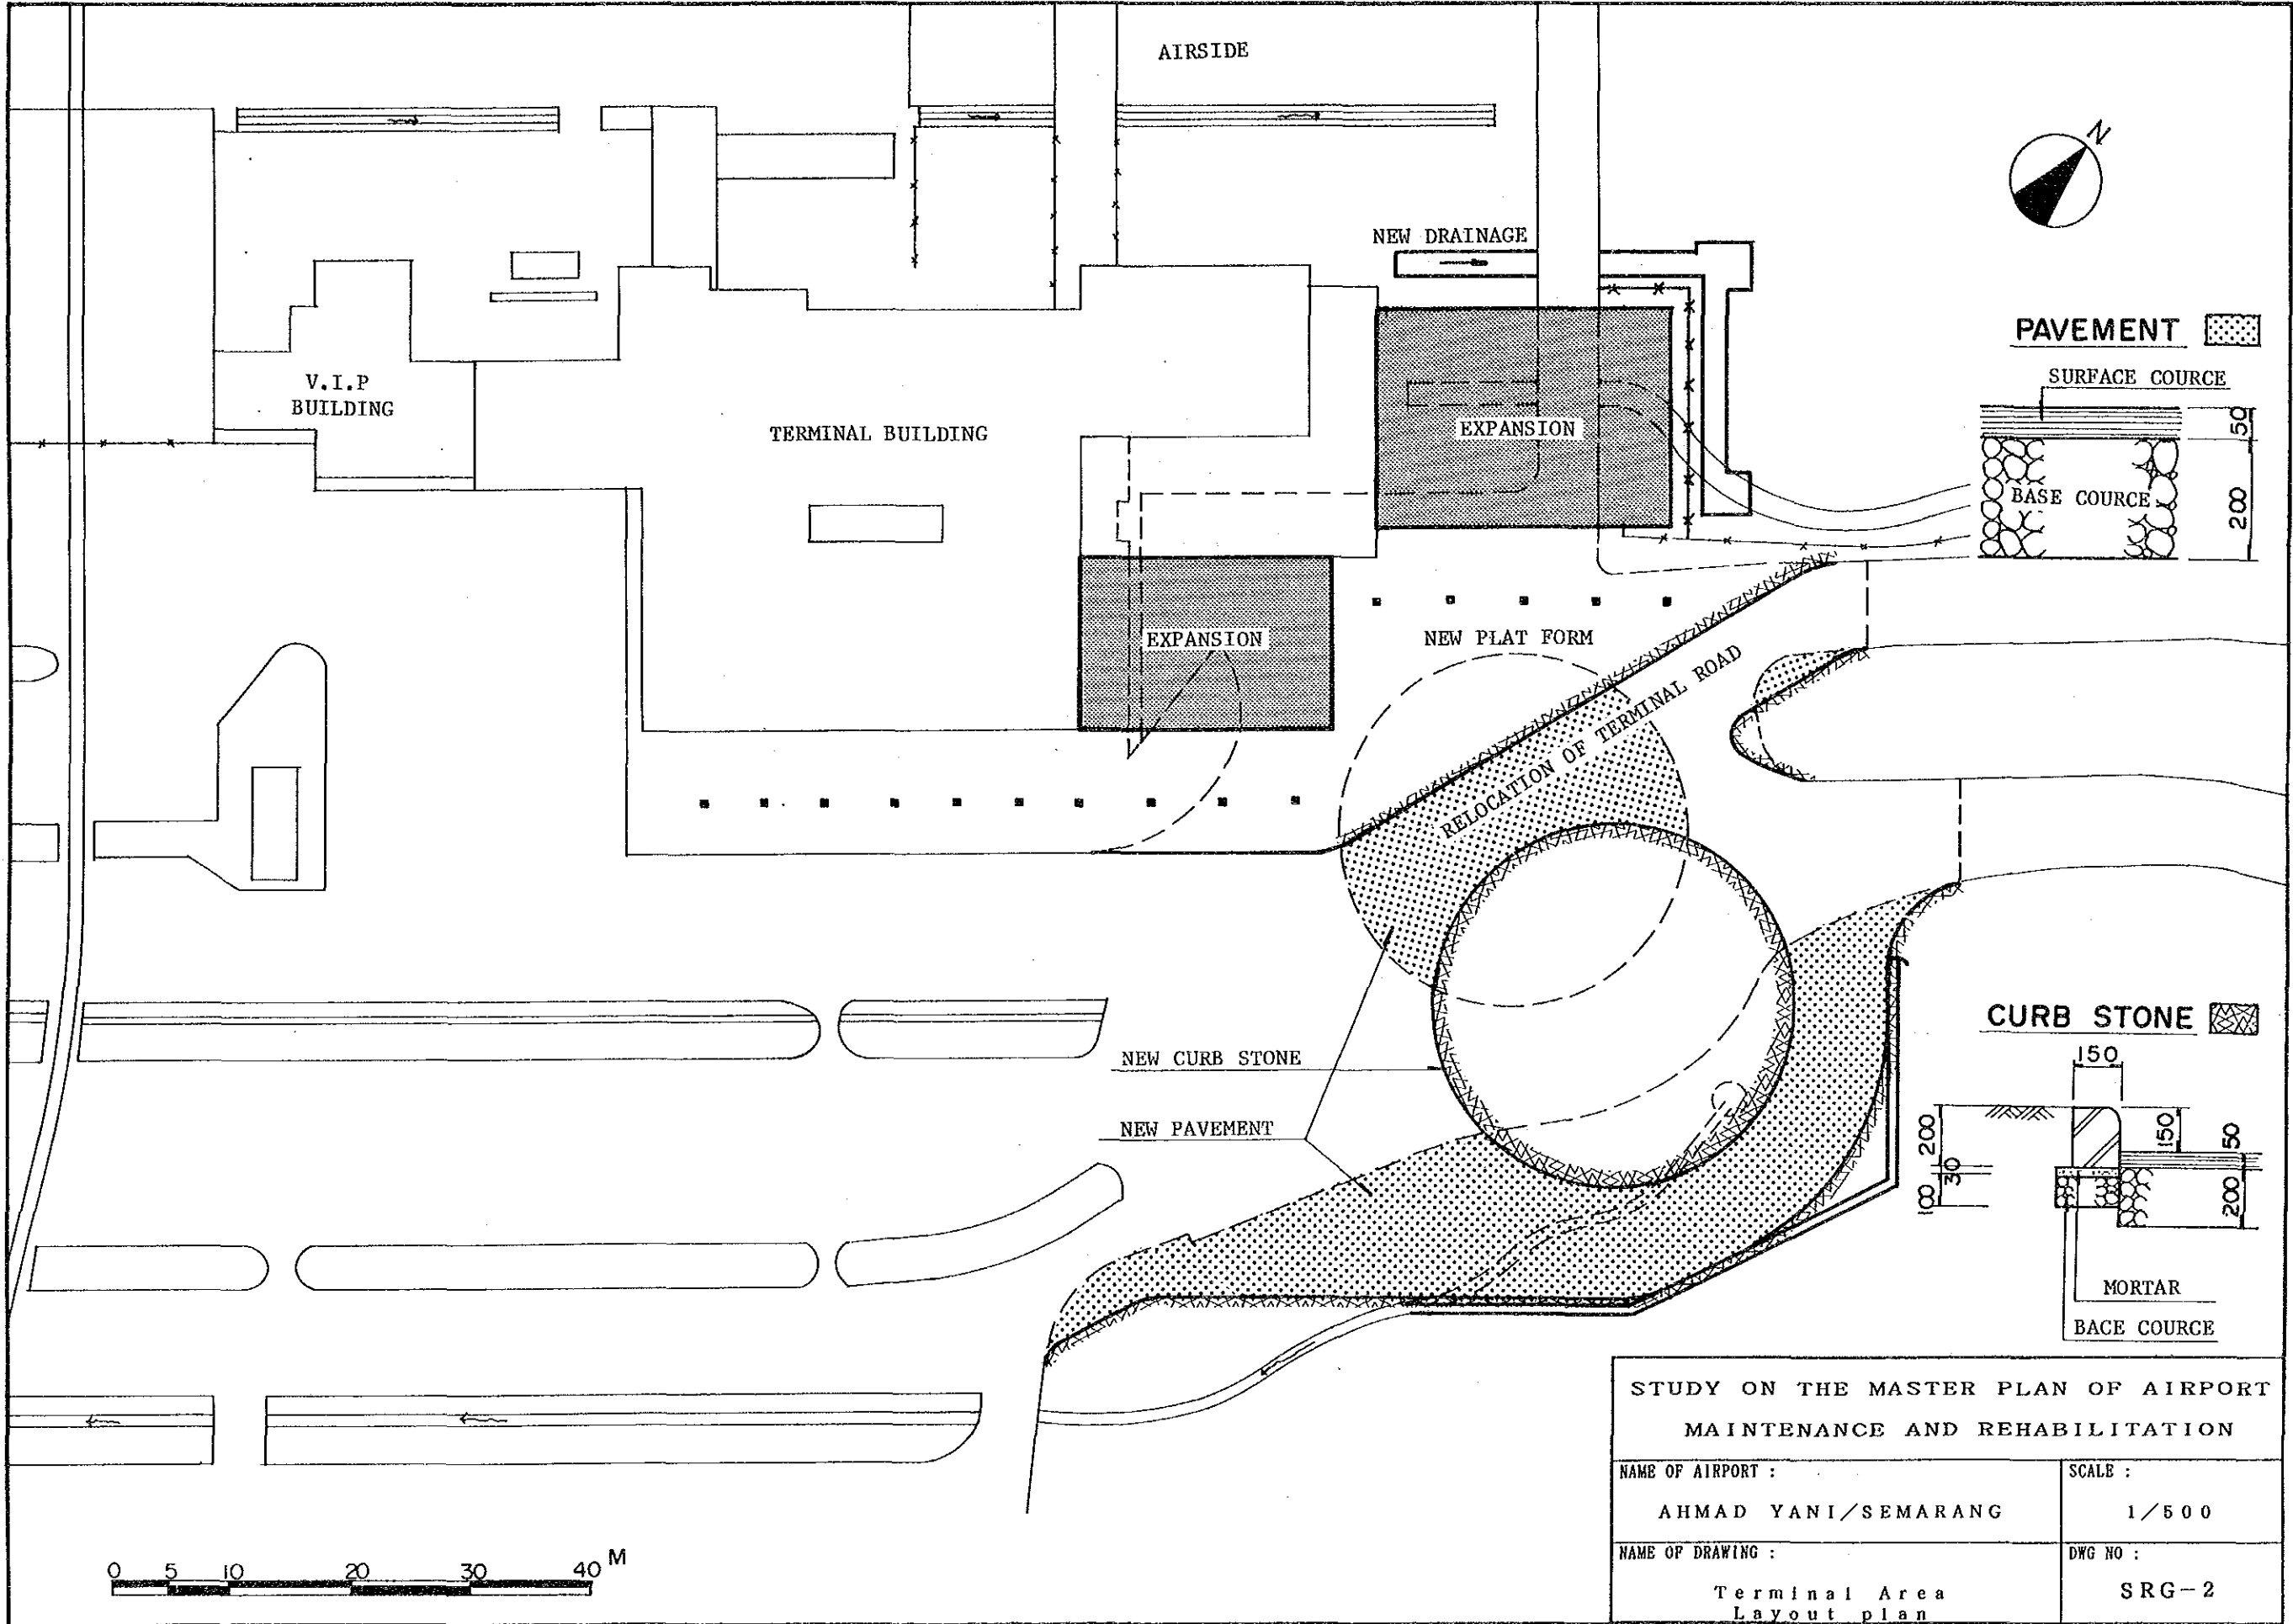 AIRSIDE
N
NEW DRAINAGE
PAVEMENT
SURFACE COURCE
50
BASE COURCE
200
V.I.P
BUILDING
TERMINAL BUILDING
EXPANSION
EXPANSION
NEW PLAT FORM
RELOCATION OF TERMINAL ROAD
NEW CURB STONE
NEW PAVEMENT
CURB STONE
150
200
30
100
150
50
200
MORTAR
BACE COURCE
0 5 10 20 30 40 M
STUDY ON THE MASTER PLAN OF AIRPORT
MAINTENANCE AND REHABILITATION
NAME OF AIRPORT :
AHMAD YANI/SEMARANG
SCALE :
1/500
NAME OF DRAWING :
Terminal Area
Layout plan
DWG NO :
SRG-2